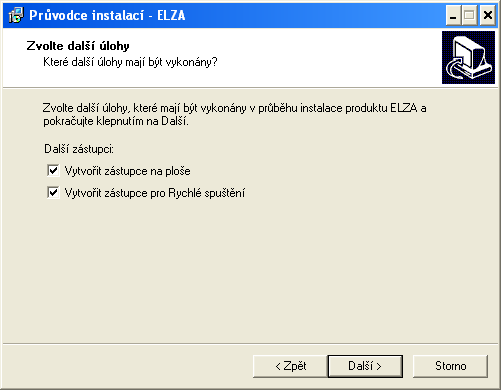 Průvodce instalací - ELZA
Zvolte další úlohy
Které další úlohy mají být vykonány?
Zvolte další úlohy, které mají být vykonány v průběhu instalace produktu ELZA a
pokračujte klepnutím na Další.
Další zástupci:
Vytvořit zástupce na ploše
Vytvořit zástupce pro Rychlé spuštění
< Zpět
Další >
Storno